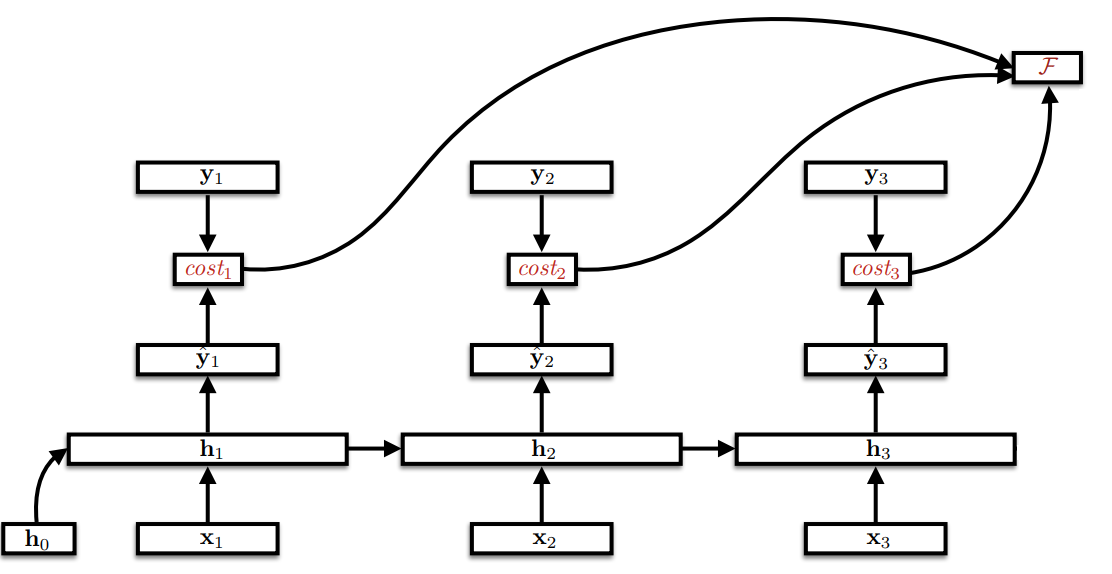 ℱ
y₁ y₂ y₃
cost₁ cost₂ cost₃
ŷ₁ ŷ₂ ŷ₃
h₁ h₂ h₃
h₀ x₁ x₂ x₃